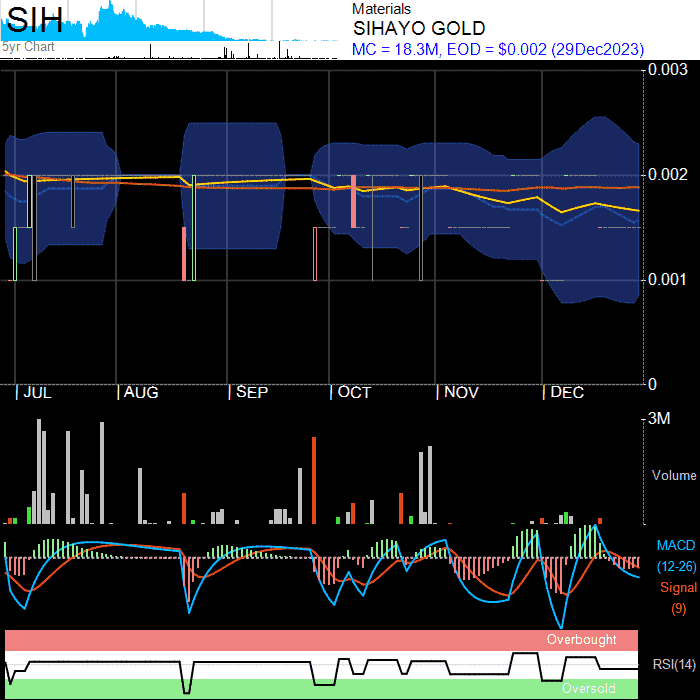 SIH
5yr Chart
Materials
SIHAYO GOLD
MC = 18.3M, EOD = $0.002 (29Dec2023)
0.003
0.002
0.001
0
JUL AUG SEP OCT NOV DEC
3M
Volume
MACD
(12-26)
Signal
(9)
Overbought
RSI(14)
Oversold